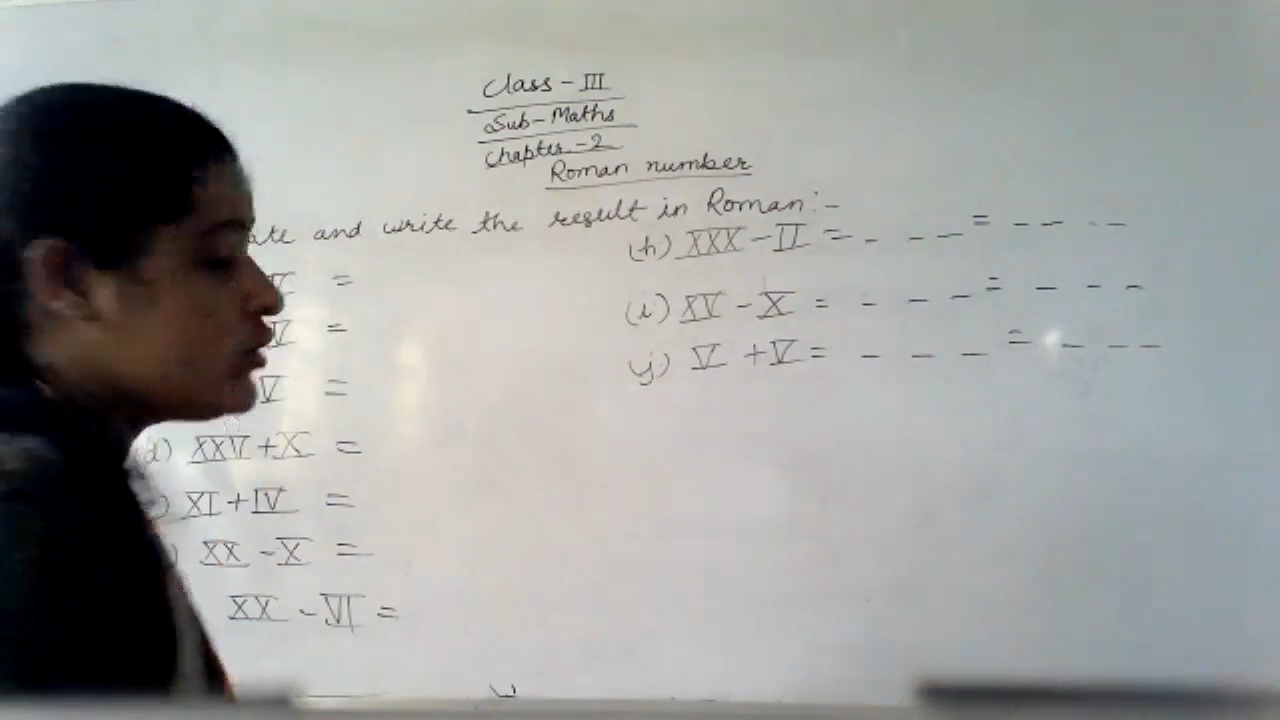 Class - III
Sub - Maths
Chapter - 2
Roman number
and write the result in Roman :-
V =
V =
V =
d) XXV + X =
) XI + IV =
) XX - X =
XX - VI =
(h) XXX - II = _ _ _ = _ _ _ _
(i) XV - X = _ _ _ = _ _ _
(j) V + V = _ _ _ = _ _ _